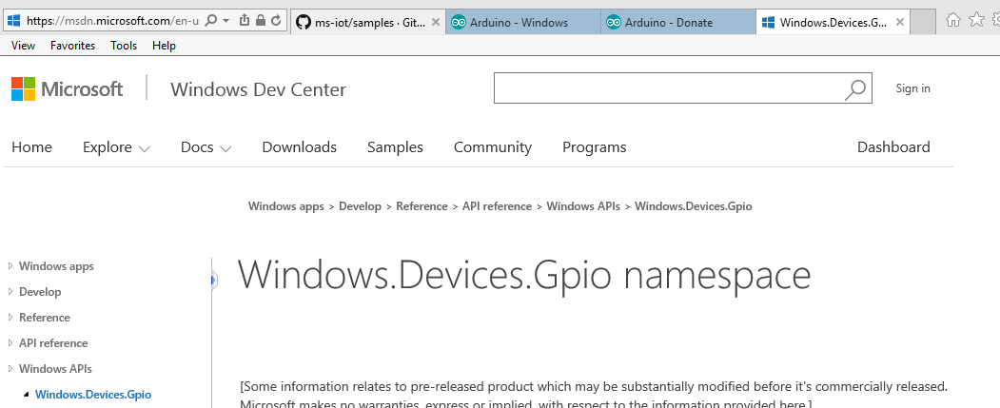 https://msdn.microsoft.com/en-u
ms-iot/samples · Git...
Arduino - Windows
Arduino - Donate
Windows.Devices.G...
View Favorites Tools Help
Microsoft Windows Dev Center
Sign in
Home Explore Docs Downloads Samples Community Programs Dashboard
Windows apps > Develop > Reference > API reference > Windows APIs > Windows.Devices.Gpio
Windows apps
Develop
Reference
API reference
Windows APIs
Windows.Devices.Gpio
Windows.Devices.Gpio namespace
[Some information relates to pre-released product which may be substantially modified before it's commercially released.
Microsoft makes no warranties, express or implied, with respect to the information provided here.]